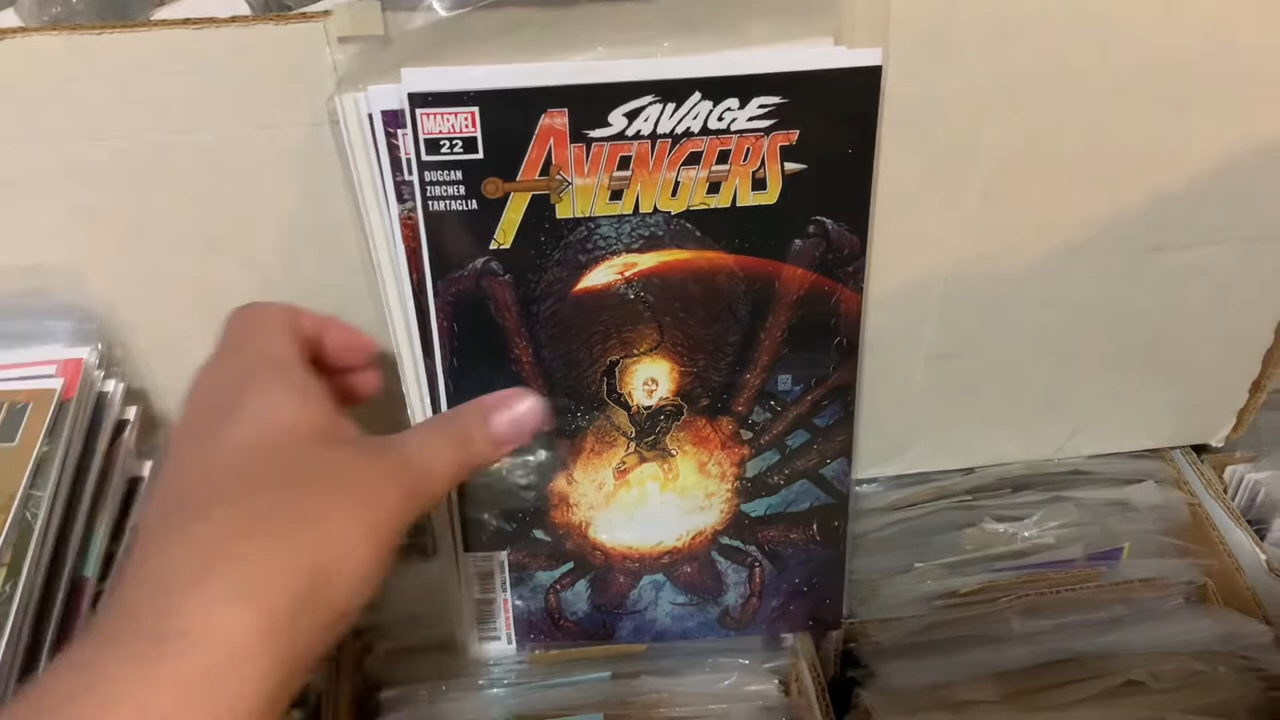 SAVAGE
AVENGERS
MARVEL
22
DUGGAN
ZIRCHER
TARTAGLIA